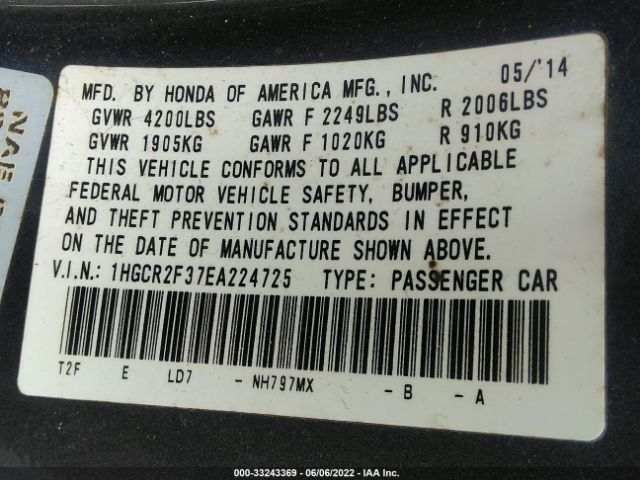 MFD. BY HONDA OF AMERICA MFG., INC. 05/'14
GVWR 4200LBS GAWR F 2249LBS R 2006LBS
GVWR 1905KG GAWR F 1020KG R 910KG
THIS VEHICLE CONFORMS TO ALL APPLICABLE
FEDERAL MOTOR VEHICLE SAFETY, BUMPER,
AND THEFT PREVENTION STANDARDS IN EFFECT
ON THE DATE OF MANUFACTURE SHOWN ABOVE.
V.I.N.: 1HGCR2F37EA224725 TYPE: PASSENGER CAR
T2F E LD7 - NH797MX - B - A
000-33243369 | 06/06/2022 | IAA Inc.